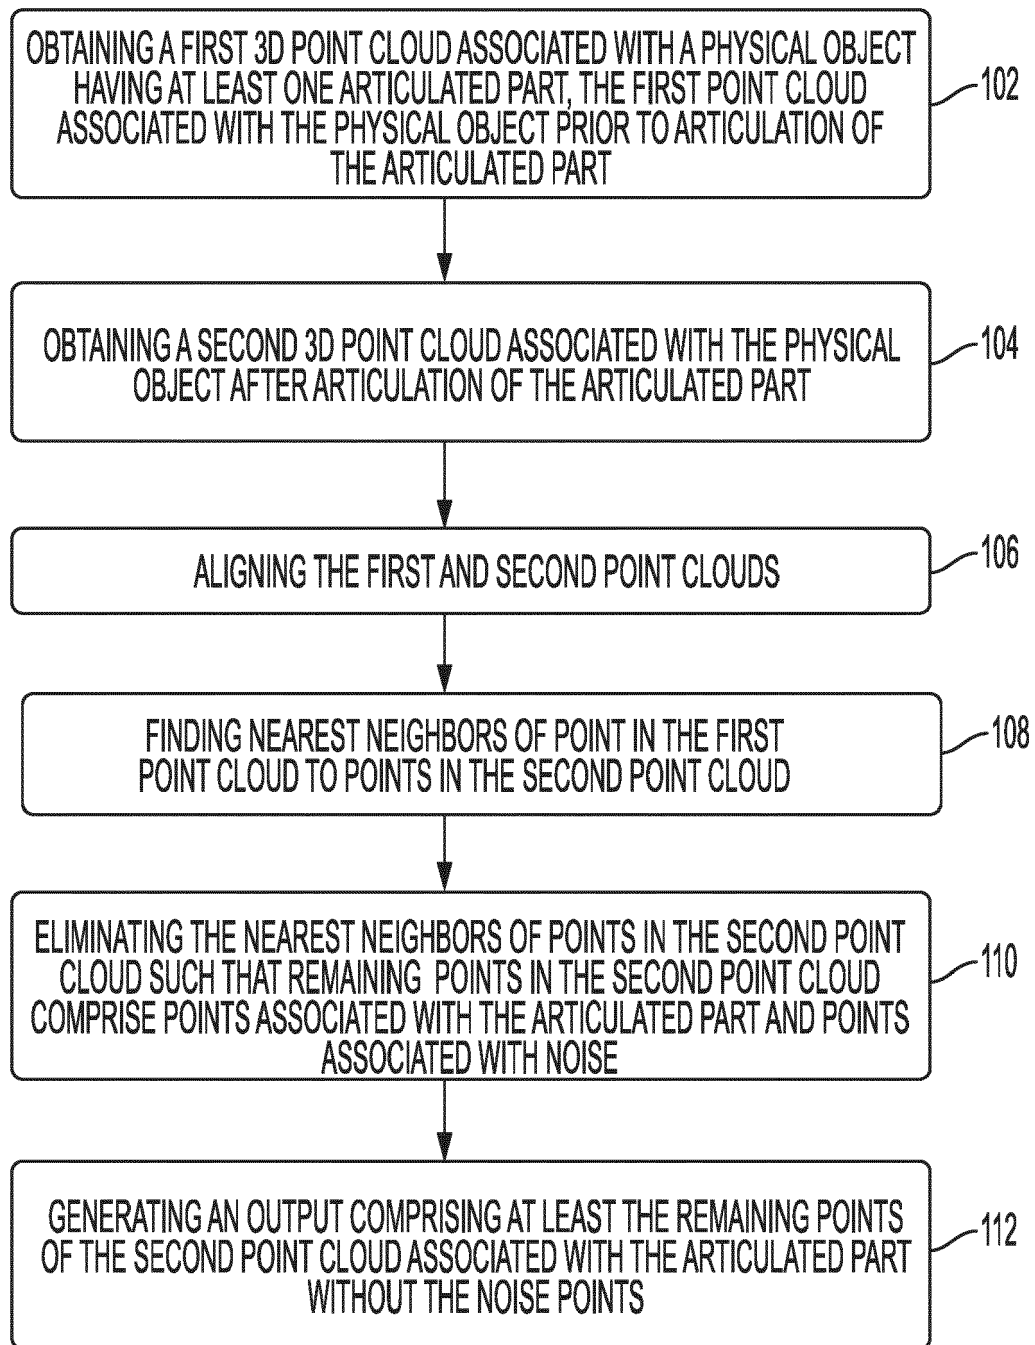 OBTAINING A FIRST 3D POINT CLOUD ASSOCIATED WITH A PHYSICAL OBJECT
HAVING AT LEAST ONE ARTICULATED PART, THE FIRST POINT CLOUD
ASSOCIATED WITH THE PHYSICAL OBJECT PRIOR TO ARTICULATION OF
THE ARTICULATED PART
102
OBTAINING A SECOND 3D POINT CLOUD ASSOCIATED WITH THE PHYSICAL
OBJECT AFTER ARTICULATION OF THE ARTICULATED PART
104
ALIGNING THE FIRST AND SECOND POINT CLOUDS
106
FINDING NEAREST NEIGHBORS OF POINT IN THE FIRST
POINT CLOUD TO POINTS IN THE SECOND POINT CLOUD
108
ELIMINATING THE NEAREST NEIGHBORS OF POINTS IN THE SECOND POINT
CLOUD SUCH THAT REMAINING POINTS IN THE SECOND POINT CLOUD
COMPRISE POINTS ASSOCIATED WITH THE ARTICULATED PART AND POINTS
ASSOCIATED WITH NOISE
110
GENERATING AN OUTPUT COMPRISING AT LEAST THE REMAINING POINTS
OF THE SECOND POINT CLOUD ASSOCIATED WITH THE ARTICULATED PART
WITHOUT THE NOISE POINTS
112